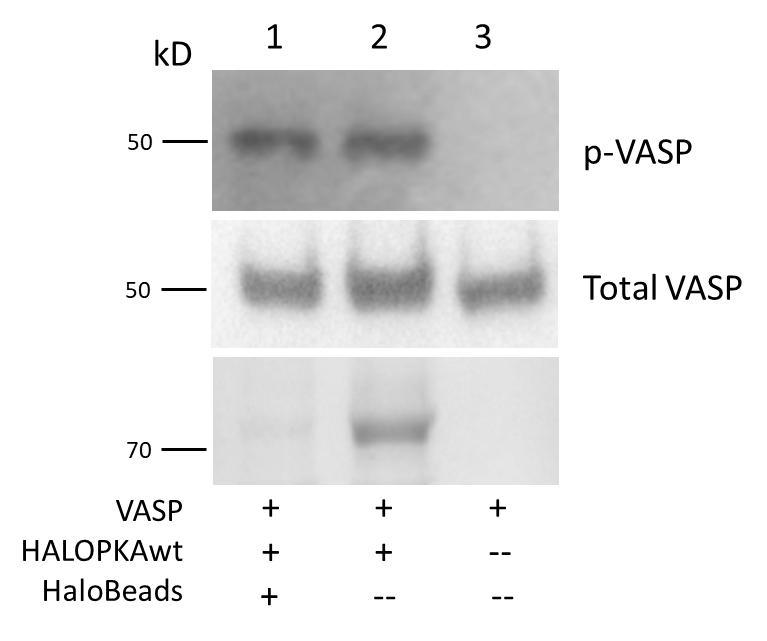 1 2 3
kD
50 p-VASP
50 Total VASP
70
VASP + + +
HALOPKAwt + + --
HaloBeads + -- --